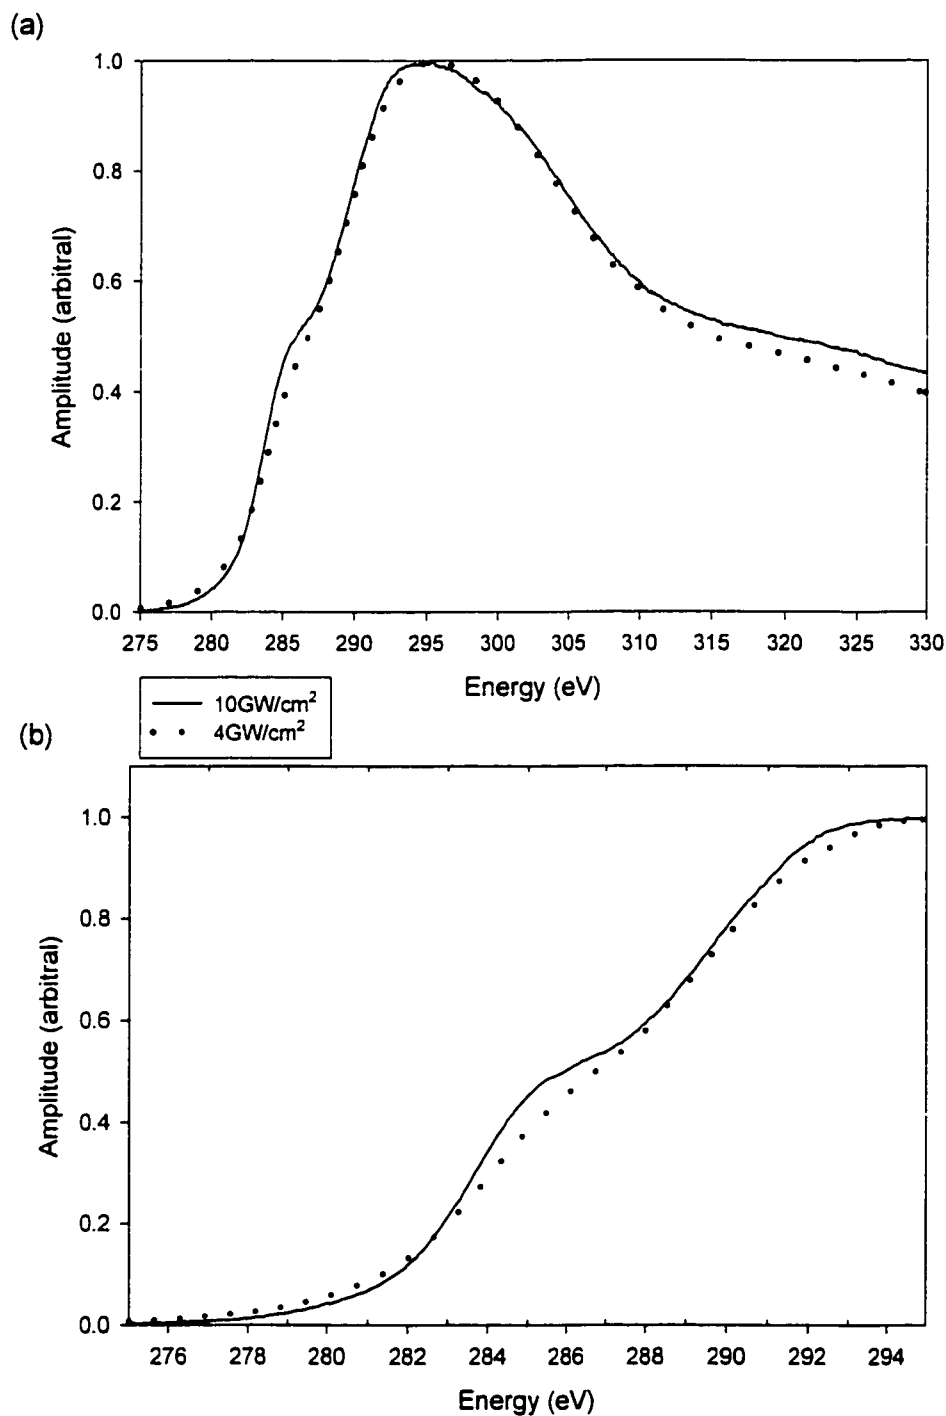 (a)
1.0
0.8
0.6
0.4
0.2
0.0
Amplitude (arbitral)
275 280 285 290 295 300 305 310 315 320 325 330
Energy (eV)
10GW/cm²
4GW/cm²
(b)
1.0
0.8
0.6
0.4
0.2
0.0
Amplitude (arbitral)
276 278 280 282 284 286 288 290 292 294
Energy (eV)